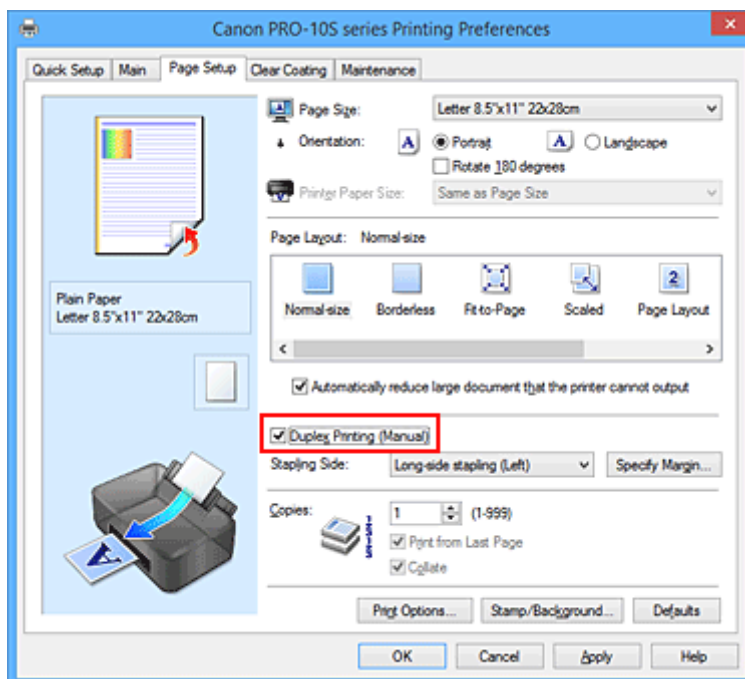 Canon PRO-10S series Printing Preferences
Quick Setup Main Page Setup Clear Coating Maintenance
Page Size: Letter 8.5"x11" 22x28cm
Orientation: A Portrait A Landscape
Rotate 180 degrees
Printer Paper Size: Same as Page Size
Page Layout: Normal-size
2
Normal-size Borderless Fit-to-Page Scaled Page Layout
Plain Paper
Letter 8.5"x11" 22x28cm
Automatically reduce large document that the printer cannot output
Duplex Printing (Manual)
Stapling Side: Long-side stapling (Left) Specify Margin...
Copies: 1 (1-999)
Print from Last Page
Collate
A
Print Options... Stamp/Background... Defaults
OK Cancel Apply Help